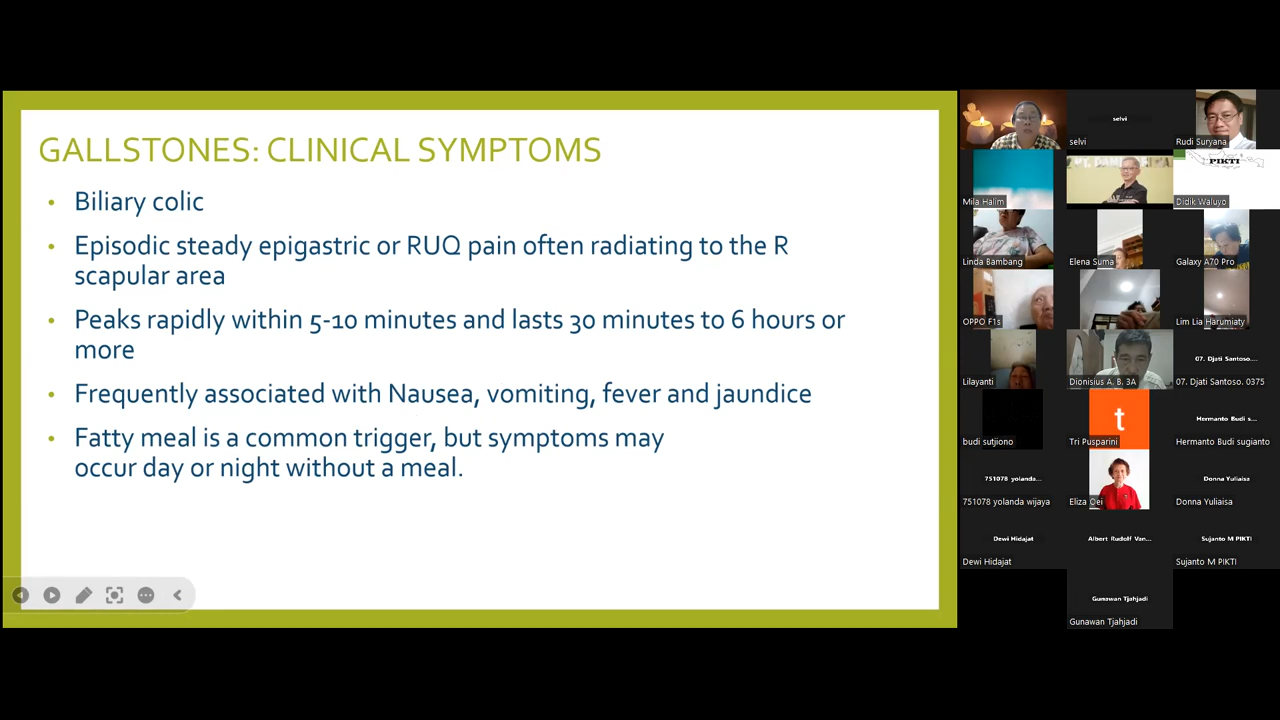 GALLSTONES: CLINICAL SYMPTOMS
• Biliary colic
• Episodic steady epigastric or RUQ pain often radiating to the R
scapular area
• Peaks rapidly within 5-10 minutes and lasts 30 minutes to 6 hours or
more
• Frequently associated with Nausea, vomiting, fever and jaundice
• Fatty meal is a common trigger, but symptoms may
occur day or night without a meal.
selvi
selvi
Rudi Suryana
Mila Halim
PIKTI
Didik Waluyo
Linda Bambang
Elena Suma
Galaxy A70 Pro
OPPO F1s
Lim Lia Harumiaty
Lilayanti
Dionisius A. B. 3A
07. Djati Santoso....
07. Djati Santoso. 0375
budi sutjiono
t
Tri Pusparini
Hermanto Budi s...
Hermanto Budi sugianto
751078 yolanda...
751078 yolanda wijaya
Eliza Oei
Donna Yuliaisa
Donna Yuliaisa
Dewi Hidajat
Dewi Hidajat
Albert Rudolf Van...
Sujanto M PIKTI
Sujanto M PIKTI
Gunawan Tjahjadi
Gunawan Tjahjadi